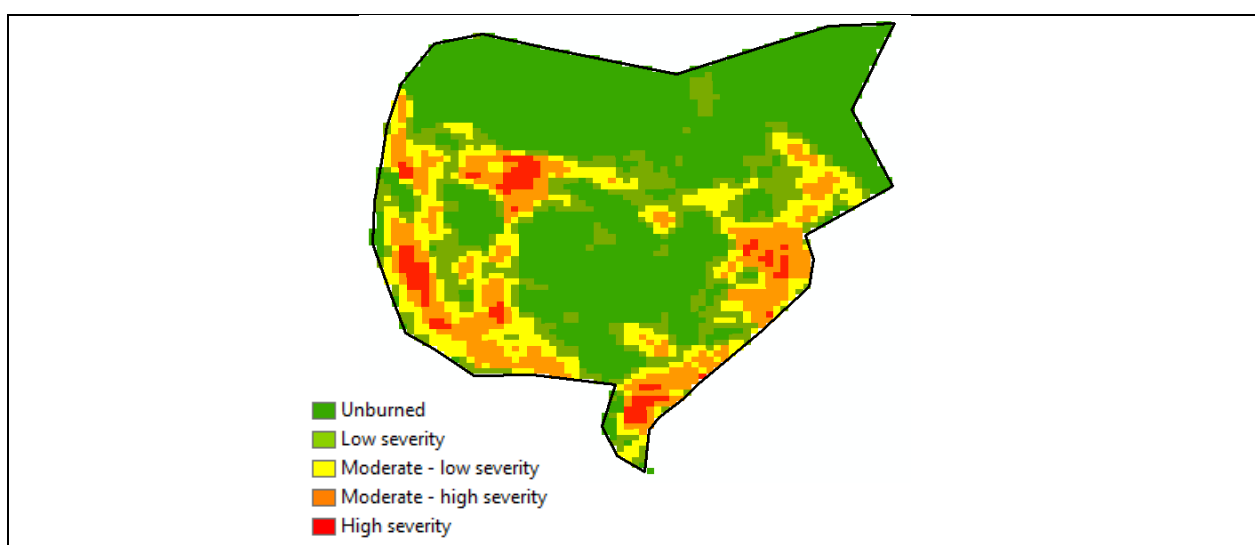 Unburned
Low severity
Moderate - low severity
Moderate - high severity
High severity